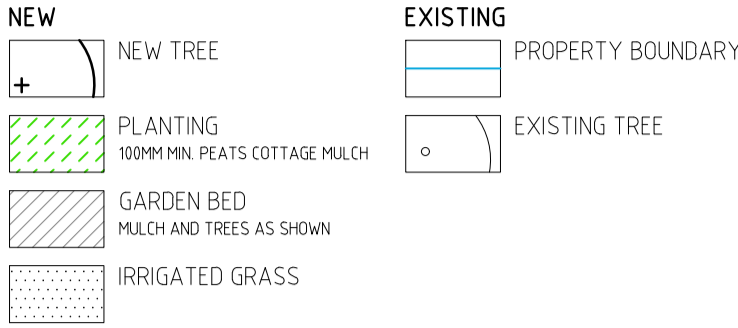 NEW
NEW TREE
PLANTING
100MM MIN. PEATS COTTAGE MULCH
GARDEN BED
MULCH AND TREES AS SHOWN
IRRIGATED GRASS
EXISTING
PROPERTY BOUNDARY
EXISTING TREE